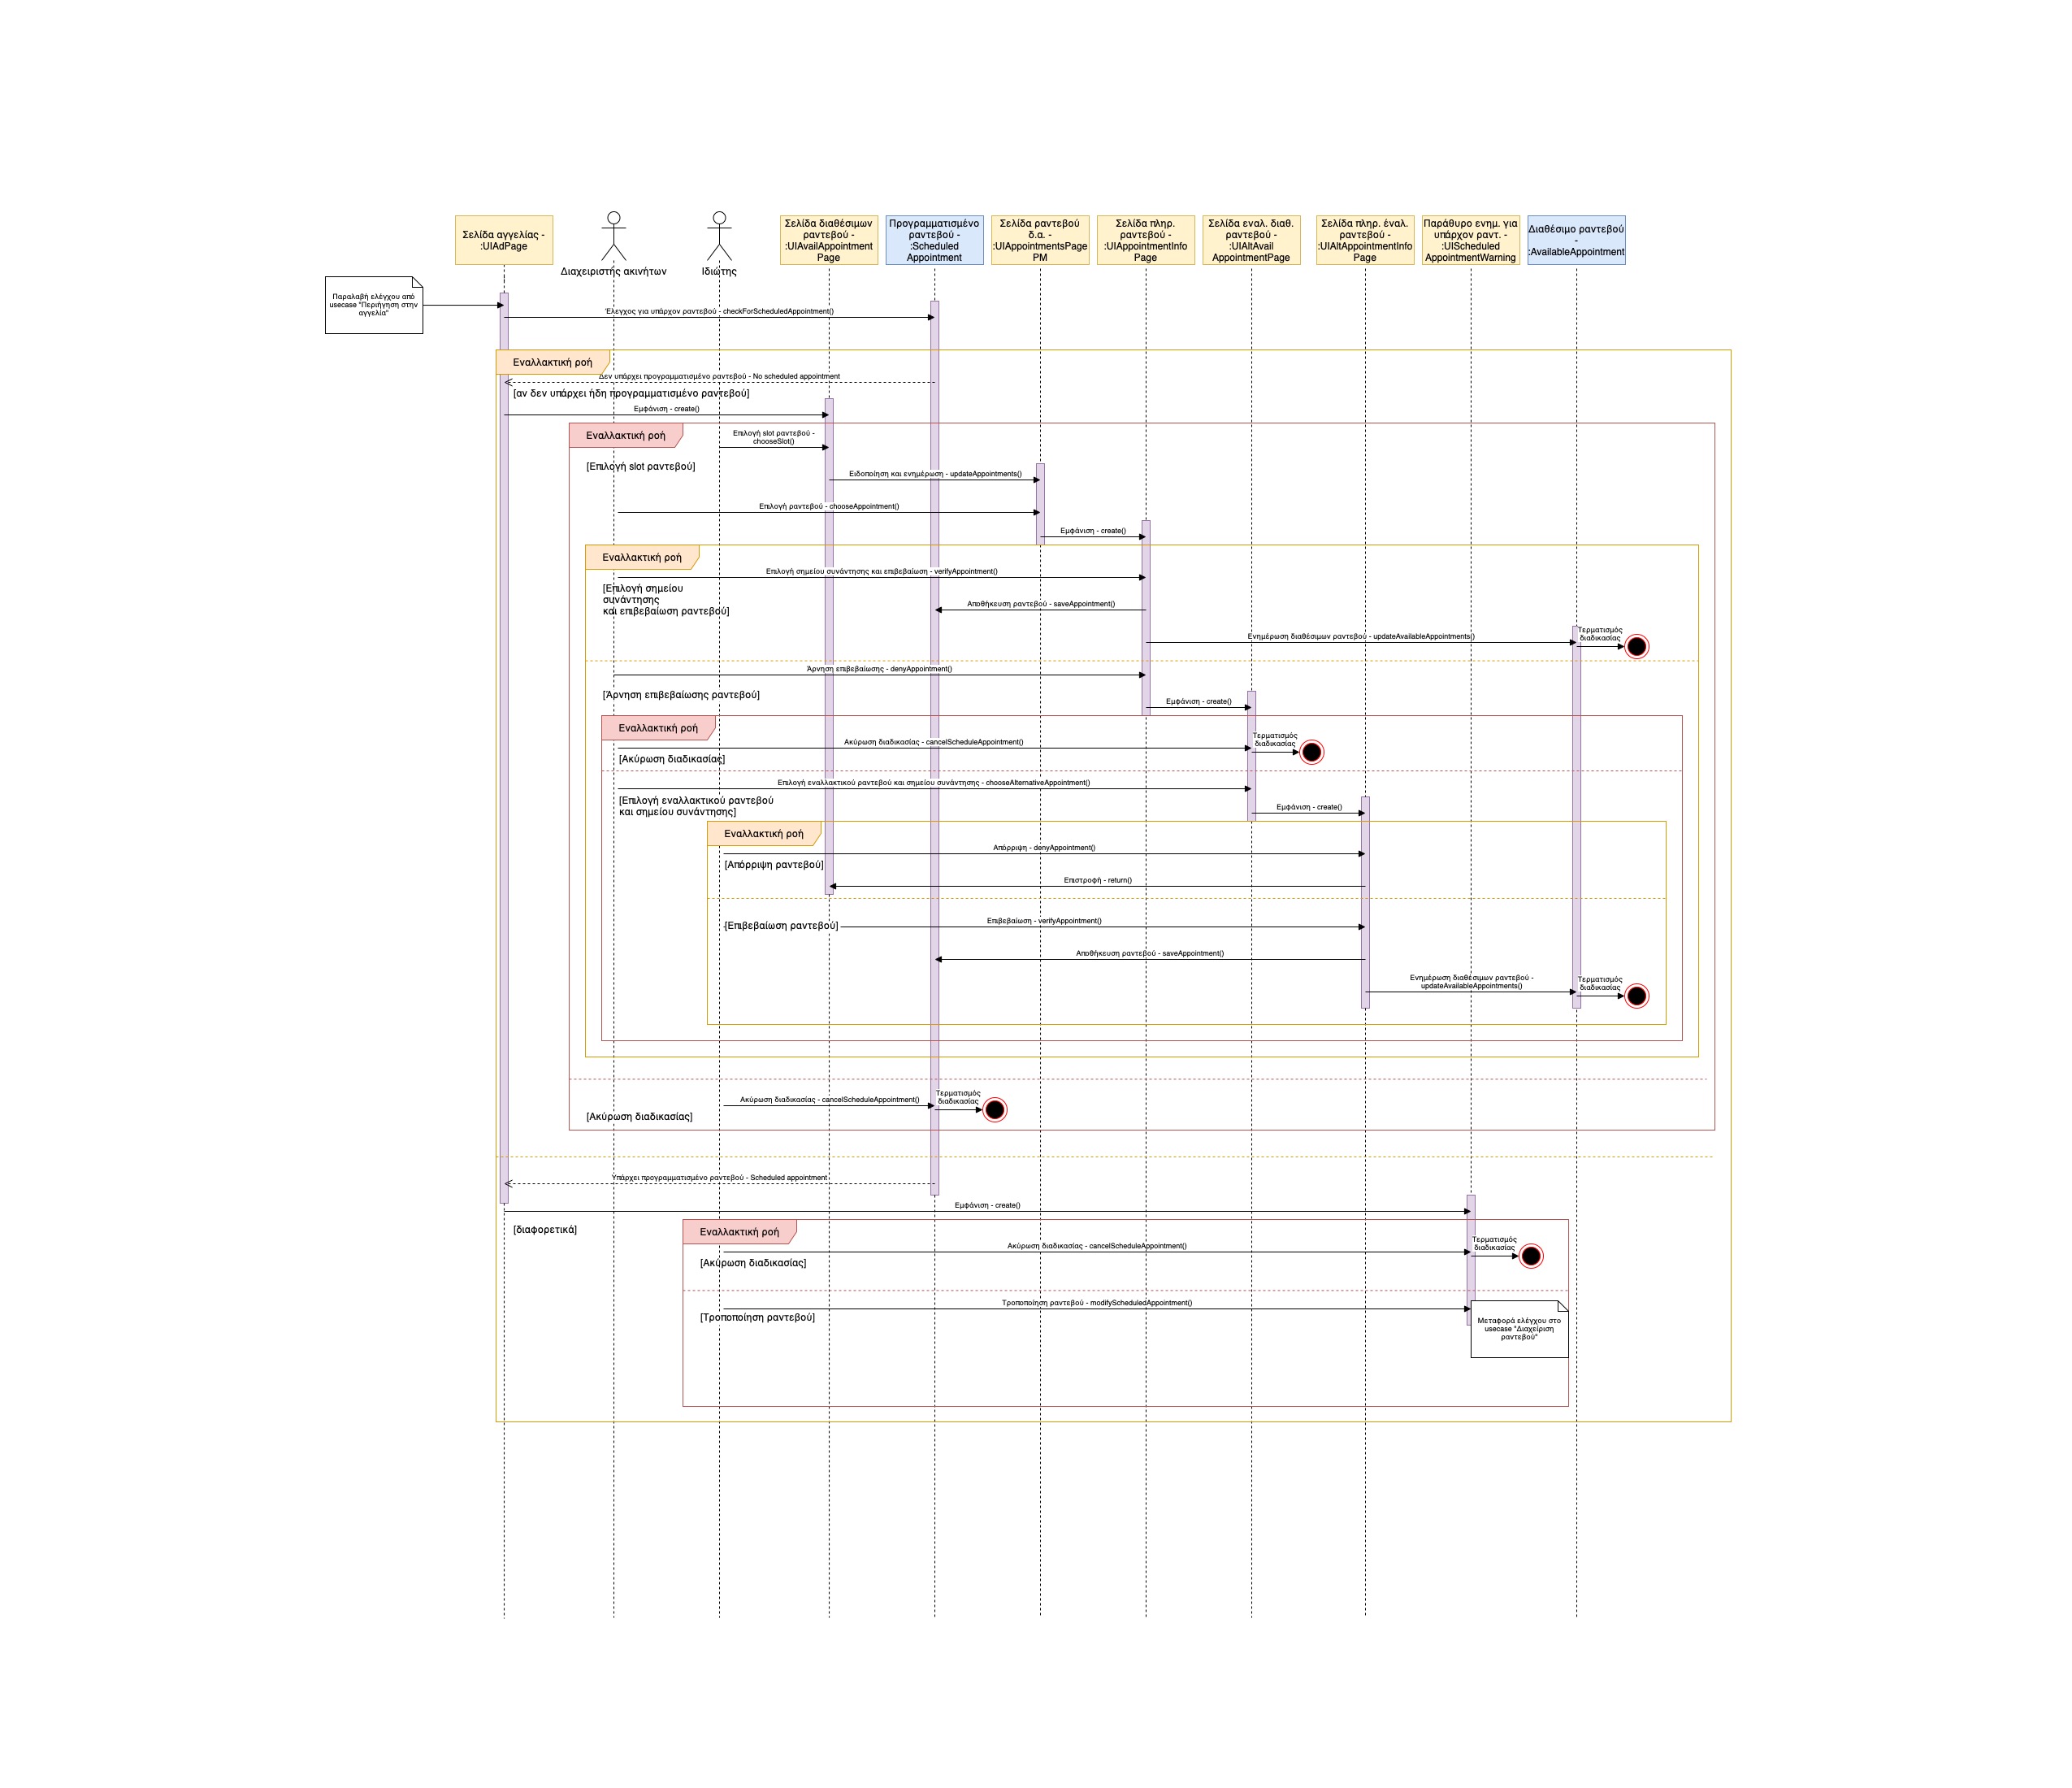 Σελίδα αγγελίας -
:UIAdPage
Διαχειριστής ακινήτων
Ιδιώτης
Σελίδα διαθέσιμων
ραντεβού -
:UIAvailAppointment
Page
Προγραμματισμένο
ραντεβού -
:Scheduled
Appointment
Σελίδα ραντεβού
δ.α. -
:UIAppointmentsPage
PM
Σελίδα πληρ.
ραντεβού -
:UIAppointmentInfo
Page
Σελίδα εναλ. διαθ.
ραντεβού -
:UIAltAvail
AppointmentPage
Σελίδα πληρ. έναλ.
ραντεβού -
:UIAltAppointmentInfo
Page
Παράθυρο ενημ. για
υπάρχον ραντ. -
:UIScheduled
AppointmentWarning
Διαθέσιμο ραντεβού
-
:AvailableAppointment
Παραλαβή ελέγχου από
usecase "Περιήγηση στην
αγγελία"
'Ελεγχος για υπάρχον ραντεβού - checkForScheduledAppointment()
Εναλλακτική ροή
Δεν υπάρχει προγραμματισμένο ραντεβού - No scheduled appointment
[αν δεν υπάρχει ήδη προγραμματισμένο ραντεβού]
Εμφάνιση - create()
Εναλλακτική ροή
Επιλογή slot ραντεβού -
chooseSlot()
[Επιλογή slot ραντεβού]
Ειδοποίηση και ενημέρωση - updateAppointments()
Επιλογή ραντεβού - chooseAppointment()
Εμφάνιση - create()
Εναλλακτική ροή
Επιλογή σημείου συνάντησης και επιβεβαίωση - verifyAppointment()
[Επιλογή σημείου
συνάντησης
και επιβεβαίωση ραντεβού]
Αποθήκευση ραντεβού - saveAppointment()
Ενημέρωση διαθέσιμων ραντεβού - updateAvailableAppointments()
Τερματισμός
διαδικασίας
Άρνηση επιβεβαίωσης - denyAppointment()
[Άρνηση επιβεβαίωσης ραντεβού]
Εμφάνιση - create()
Εναλλακτική ροή
Ακύρωση διαδικασίας - cancelScheduleAppointment()
Τερματισμός
διαδικασίας
[Ακύρωση διαδικασίας]
Επιλογή εναλλακτικού ραντεβού και σημείου συνάντησης - chooseAlternativeAppointment()
[Επιλογή εναλλακτικού ραντεβού
και σημείου συνάντησης]
Εμφάνιση - create()
Εναλλακτική ροή
Απόρριψη - denyAppointment()
[Απόρριψη ραντεβού]
Επιστροφή - return()
Επιβεβαίωση - verifyAppointment()
[Επιβεβαίωση ραντεβού]
Αποθήκευση ραντεβού - saveAppointment()
Ενημέρωση διαθέσιμων ραντεβού -
updateAvailableAppointments()
Τερματισμός
διαδικασίας
Ακύρωση διαδικασίας - cancelScheduleAppointment()
Τερματισμός
διαδικασίας
[Ακύρωση διαδικασίας]
Υπάρχει προγραμματισμένο ραντεβού - Scheduled appointment
Εμφάνιση - create()
[διαφορετικά]
Εναλλακτική ροή
Ακύρωση διαδικασίας - cancelScheduleAppointment()
Τερματισμός
διαδικασίας
[Ακύρωση διαδικασίας]
Τροποποίηση ραντεβού - modifyScheduledAppointment()
[Τροποποίηση ραντεβού]
Μεταφορά ελέγχου στο
usecase "Διαχείριση
ραντεβού"